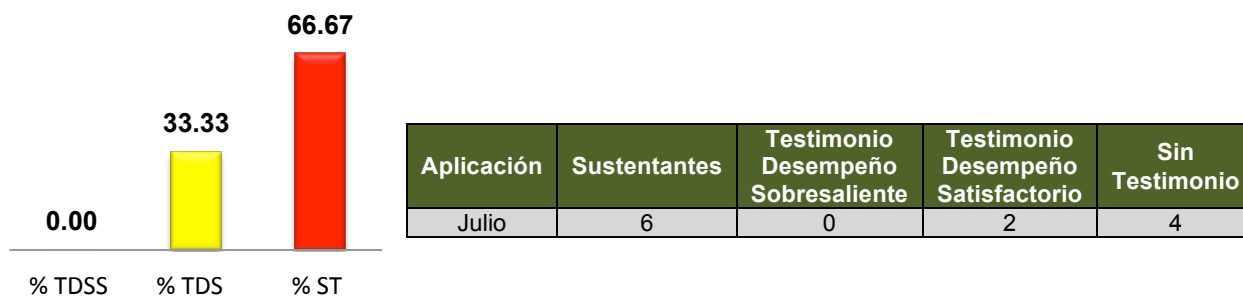 66.67
33.33
0.00
% TDSS % TDS % ST
Aplicación Sustentantes Testimonio Desempeño Sobresaliente Testimonio Desempeño Satisfactorio Sin Testimonio
Julio 6 0 2 4